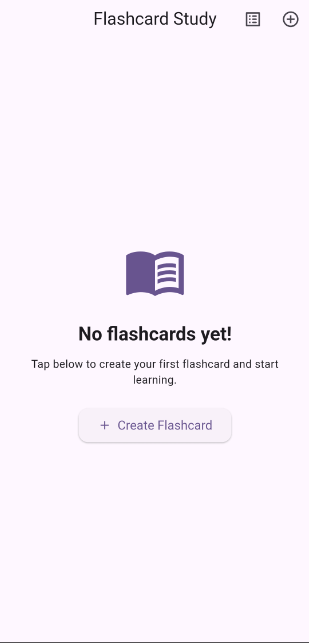 Flashcard Study
No flashcards yet!
Tap below to create your first flashcard and start
learning.
+ Create Flashcard